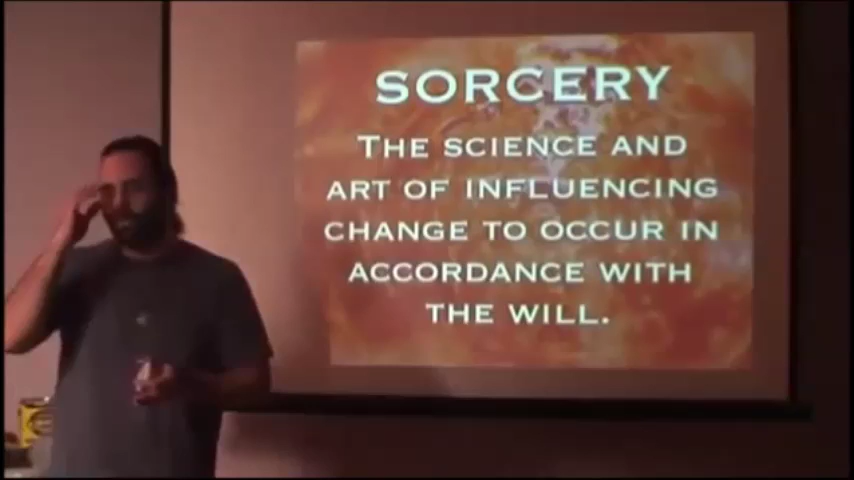 SORCERY
THE SCIENCE AND
ART OF INFLUENCING
CHANGE TO OCCUR IN
ACCORDANCE WITH
THE WILL.